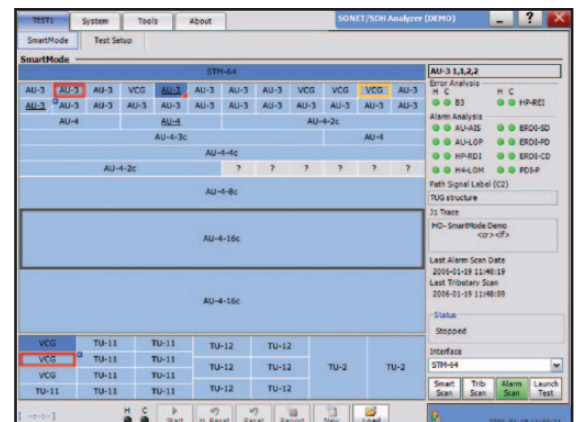 TEST1 System Tools About SONET/SDH Analyzer (DEMO) _ ? X
SmartMode Test Setup
SmartMode
STM-64
AU-3 AU-3 AU-3 VCG AU-3 AU-3 AU-3 AU-3 VCG VCG VCG AU-3
AU-3 AU-3 AU-3 AU-3 AU-3 AU-3 AU-3 AU-3 AU-3 AU-3 AU-3 AU-3
AU-4 AU-4 AU-4-2c
AU-4-3c AU-4
AU-4-4c
AU-4-2c ? ? ? ? ? ?
AU-4-8c
AU-4-16c
AU-4-16c
VCG TU-11 TU-11 TU-12 TU-12 TU-2 TU-2
VCG TU-11 TU-11
VCG TU-11 TU-11 TU-12 TU-12
TU-11 TU-11 TU-11 TU-12 TU-12
AU-3 1,1,2,2
Error Analysis
H C H C
B3 HP-REI
Alarm Analysis
AU-AIS ERDI-SD
AU-LOP ERDI-PD
HP-RDI ERDI-CD
H4-LOM PDI-P
Path Signal Label (C2)
TUG structure
J1 Trace
HO- SmartMode Demo
<cr><lf>
Last Alarm Scan Date
2006-01-19 11:40:19
Last Tributary Scan
2006-01-19 11:40:09
Status
Stopped
Interface
STM-64
Smart Scan Trib Scan Alarm Scan Launch Test
[ --:--:-- ] H C Start H. Reset Reset Report New Load